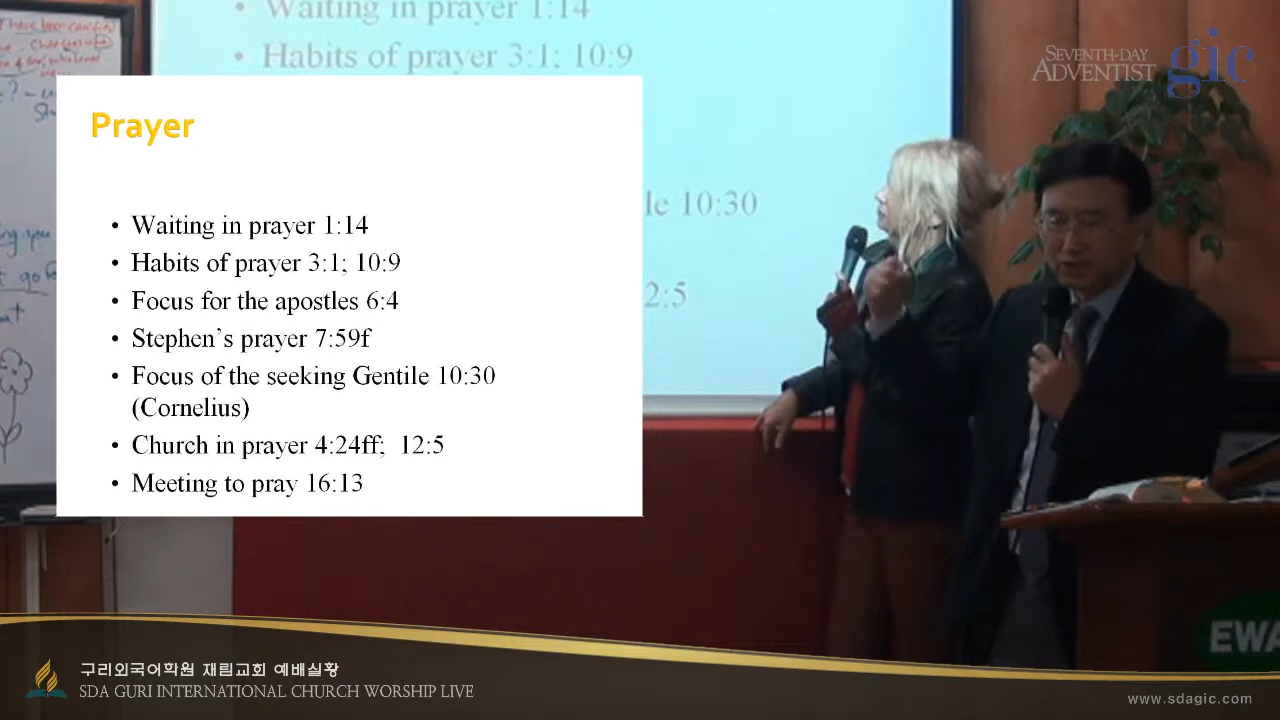 Waiting in prayer 1:14
Habits of prayer 3:1; 10:9
SEVENTH-DAY
ADVENTIST
gic
Prayer
• Waiting in prayer 1:14
• Habits of prayer 3:1; 10:9
• Focus for the apostles 6:4
• Stephen's prayer 7:59f
• Focus of the seeking Gentile 10:30
(Cornelius)
• Church in prayer 4:24ff;  12:5
• Meeting to pray 16:13
le 10:30
2:5
EWA
구리외국어학원 재림교회 예배실황
SDA GURI INTERNATIONAL CHURCH WORSHIP LIVE
www.sdagic.com